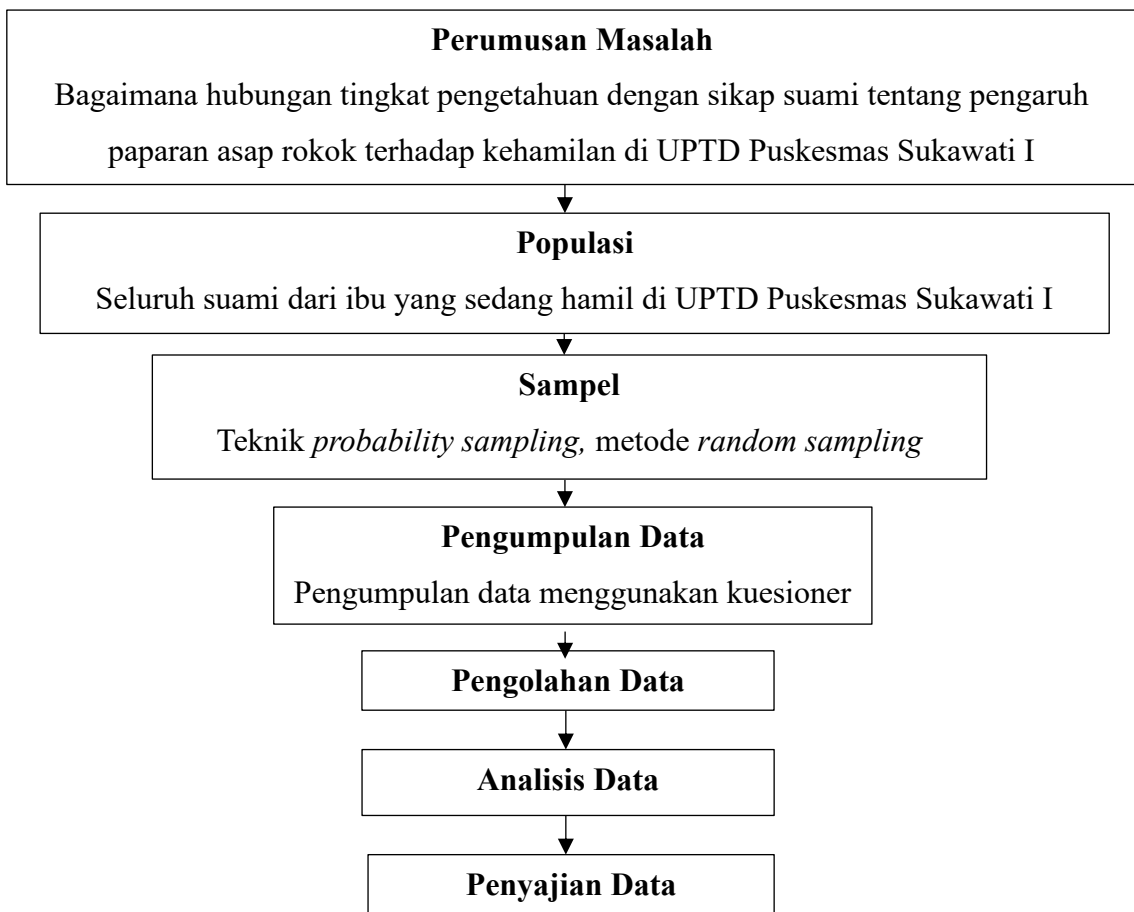 Perumusan Masalah
Bagaimana hubungan tingkat pengetahuan dengan sikap suami tentang pengaruh
paparan asap rokok terhadap kehamilan di UPTD Puskesmas Sukawati I
Populasi
Seluruh suami dari ibu yang sedang hamil di UPTD Puskesmas Sukawati I
Sampel
Teknik probability sampling, metode random sampling
Pengumpulan Data
Pengumpulan data menggunakan kuesioner
Pengolahan Data
Analisis Data
Penyajian Data